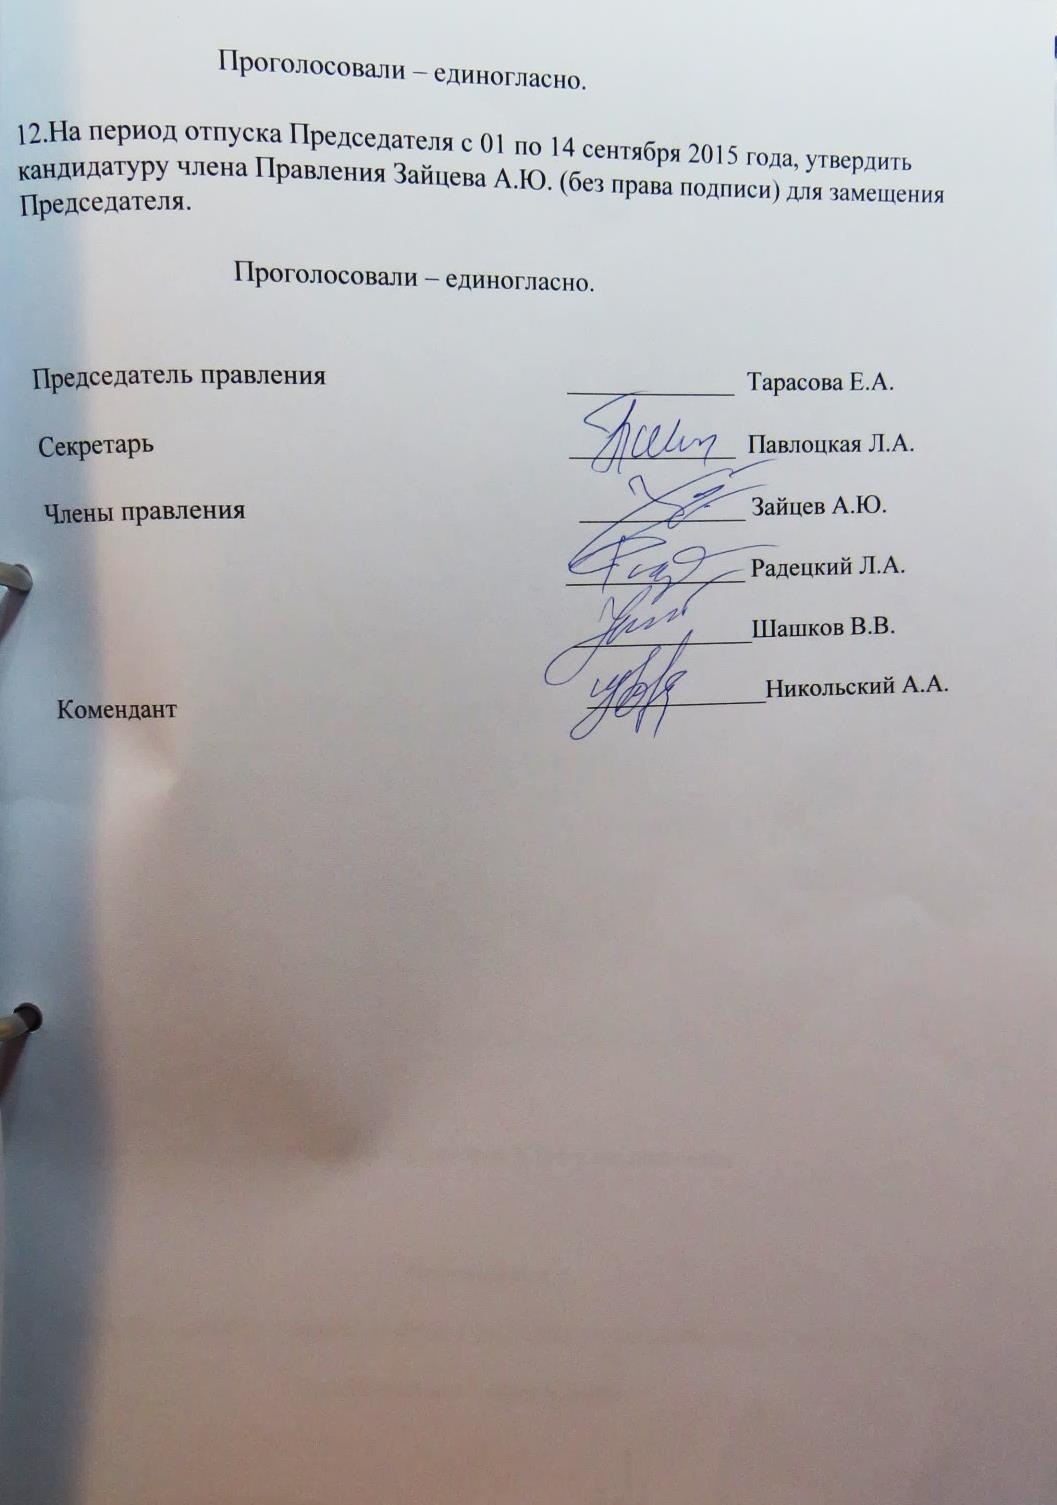 Проголосовали – единогласно.
12.На период отпуска Председателя с 01 по 14 сентября 2015 года, утвердить
кандидатуру члена Правления Зайцева А.Ю. (без права подписи) для замещения
Председателя.
Проголосовали – единогласно.
Председатель правления Тарасова Е.А.
Секретарь Павлоцкая Л.А.
Члены правления Зайцев А.Ю.
Радецкий Л.А.
Шашков В.В.
Комендант Никольский А.А.